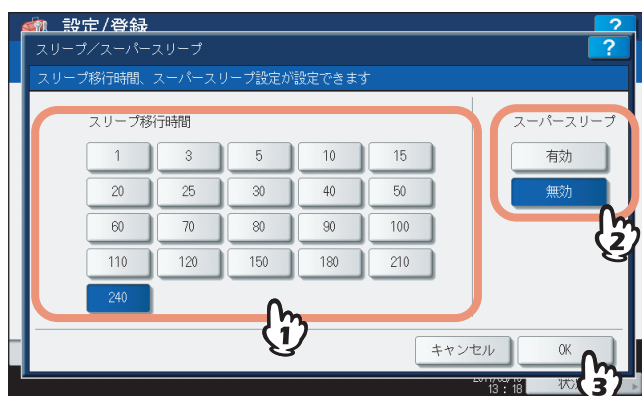 設定/登録
?
スリープ/スーパースリープ
?
スリープ移行時間、スーパースリープ設定が設定できます
スリープ移行時間
スーパースリープ
1 3 5 10 15
有効
20 25 30 40 50
無効
60 70 80 90 100
2
110 120 150 180 210
240
1
キャンセル
OK
3
13 : 18